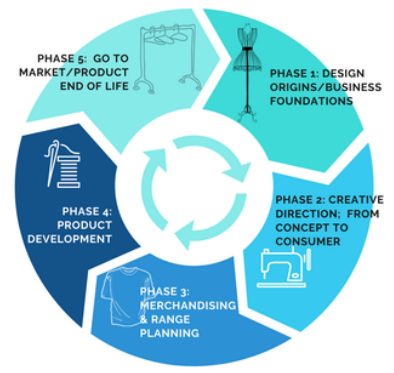 PHASE 1: DESIGN
ORIGINS/BUSINESS
FOUNDATIONS
PHASE 2: CREATIVE
DIRECTION; FROM
CONCEPT TO
CONSUMER
PHASE 3:
MERCHANDISING
& RANGE
PLANNING
PHASE 4:
PRODUCT
DEVELOPMENT
PHASE 5: GO TO
MARKET/PRODUCT
END OF LIFE